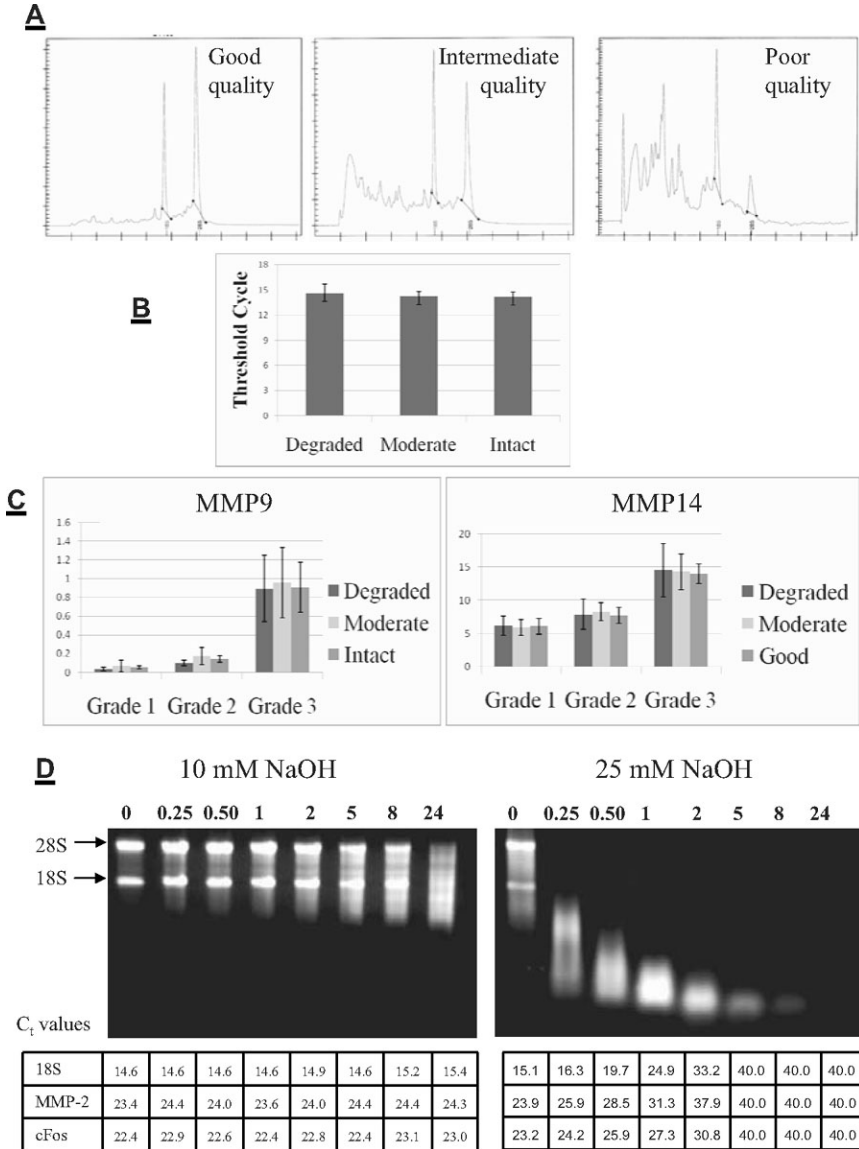 A
Good
quality
Intermediate
quality
Poor
quality
B
Threshold Cycle
18
15
12
9
6
3
0
Degraded Moderate Intact
C
MMP9
1.6
1.4
1.2
1
0.8
0.6
0.4
0.2
0
Grade 1 Grade 2 Grade 3
Degraded
Moderate
Intact
MMP14
20
15
10
5
0
Grade 1 Grade 2 Grade 3
Degraded
Moderate
Good
D
10 mM NaOH
0 0.25 0.50 1 2 5 8 24
28S
18S
25 mM NaOH
0 0.25 0.50 1 2 5 8 24
Ct values
18S 14.6 14.6 14.6 14.6 14.9 14.6 15.2 15.4
MMP-2 23.4 24.4 24.0 23.6 24.0 24.4 24.4 24.3
cFos 22.4 22.9 22.6 22.4 22.8 22.4 23.1 23.0
15.1 16.3 19.7 24.9 33.2 40.0 40.0 40.0
23.9 25.9 28.5 31.3 37.9 40.0 40.0 40.0
23.2 24.2 25.9 27.3 30.8 40.0 40.0 40.0